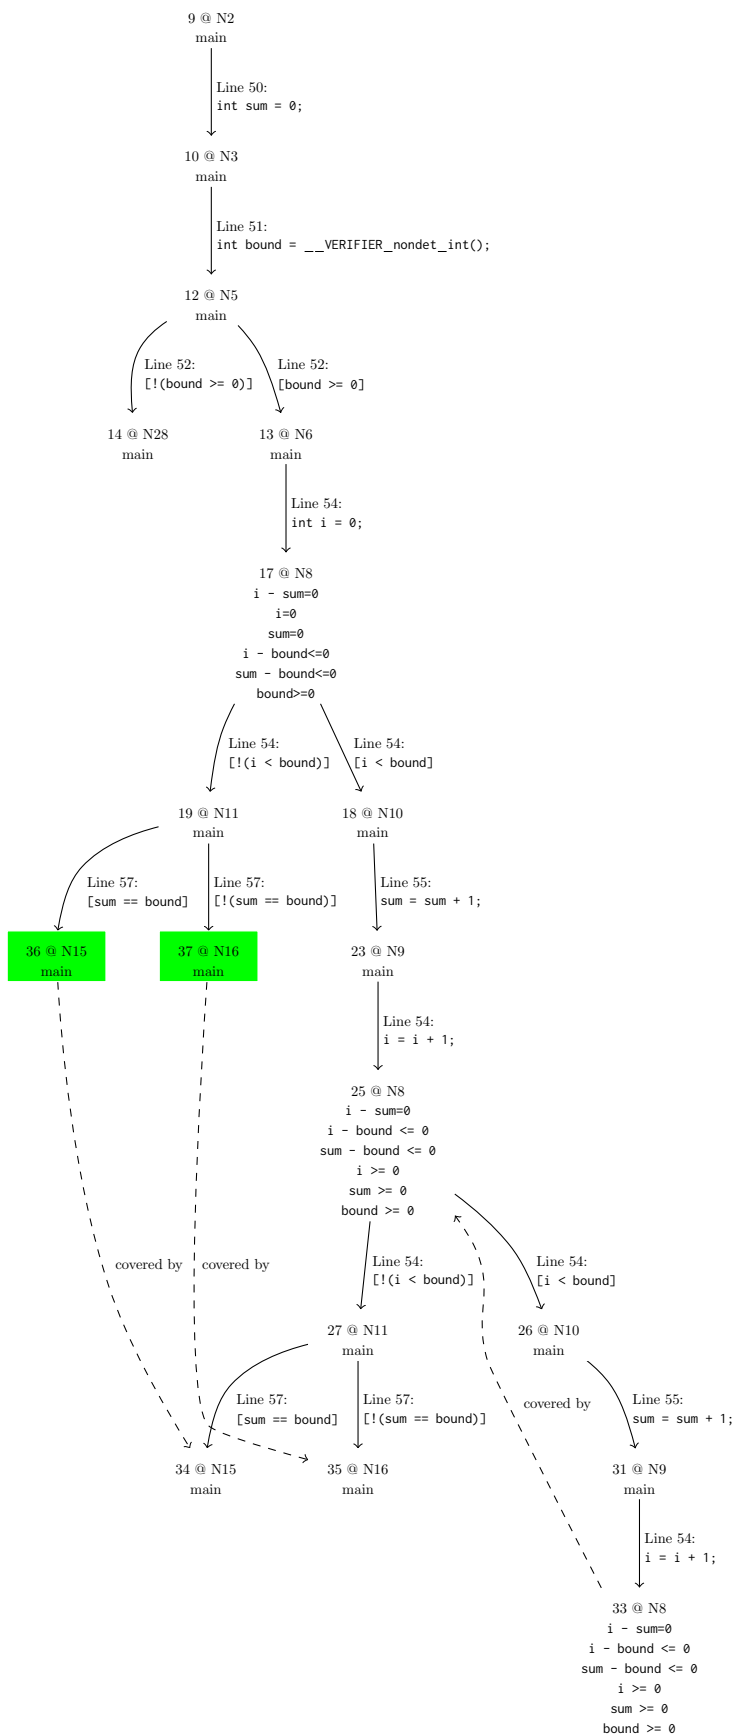 9 @ N2
main
Line 50:
int sum = 0;
10 @ N3
main
Line 51:
int bound = __VERIFIER_nondet_int();
12 @ N5
main
Line 52:
[!(bound >= 0)]
Line 52:
[bound >= 0]
14 @ N28
main
13 @ N6
main
Line 54:
int i = 0;
17 @ N8
i - sum=0
i=0
sum=0
i - bound<=0
sum - bound<=0
bound>=0
Line 54:
[!(i < bound)]
Line 54:
[i < bound]
19 @ N11
main
18 @ N10
main
Line 57:
[sum == bound]
Line 57:
[!(sum == bound)]
Line 55:
sum = sum + 1;
36 @ N15
main
37 @ N16
main
23 @ N9
main
Line 54:
i = i + 1;
25 @ N8
i - sum=0
i - bound <= 0
sum - bound <= 0
i >= 0
sum >= 0
bound >= 0
covered by
covered by
Line 54:
[!(i < bound)]
Line 54:
[i < bound]
27 @ N11
main
26 @ N10
main
Line 57:
[sum == bound]
Line 57:
[!(sum == bound)]
covered by
Line 55:
sum = sum + 1;
34 @ N15
main
35 @ N16
main
31 @ N9
main
Line 54:
i = i + 1;
33 @ N8
i - sum=0
i - bound <= 0
sum - bound <= 0
i >= 0
sum >= 0
bound >= 0